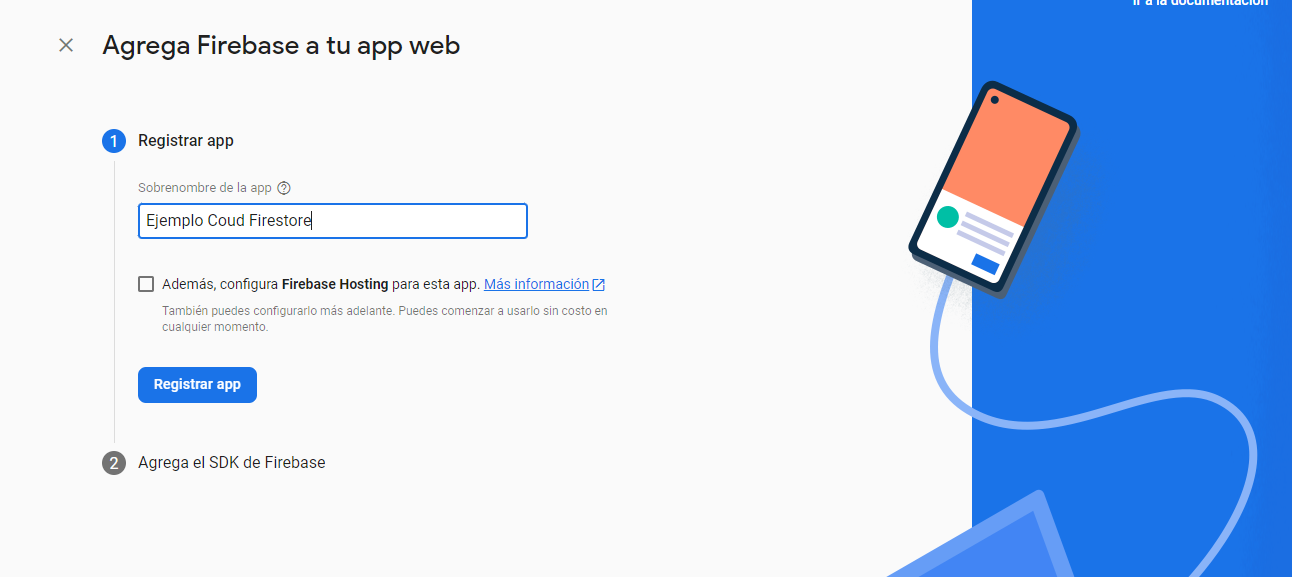 Ir a la documentación
Agrega Firebase a tu app web
1 Registrar app
Sobrenombre de la app
Ejemplo Coud Firestore
Además, configura Firebase Hosting para esta app. Más información
También puedes configurarlo más adelante. Puedes comenzar a usarlo sin costo en
cualquier momento.
Registrar app
2 Agrega el SDK de Firebase